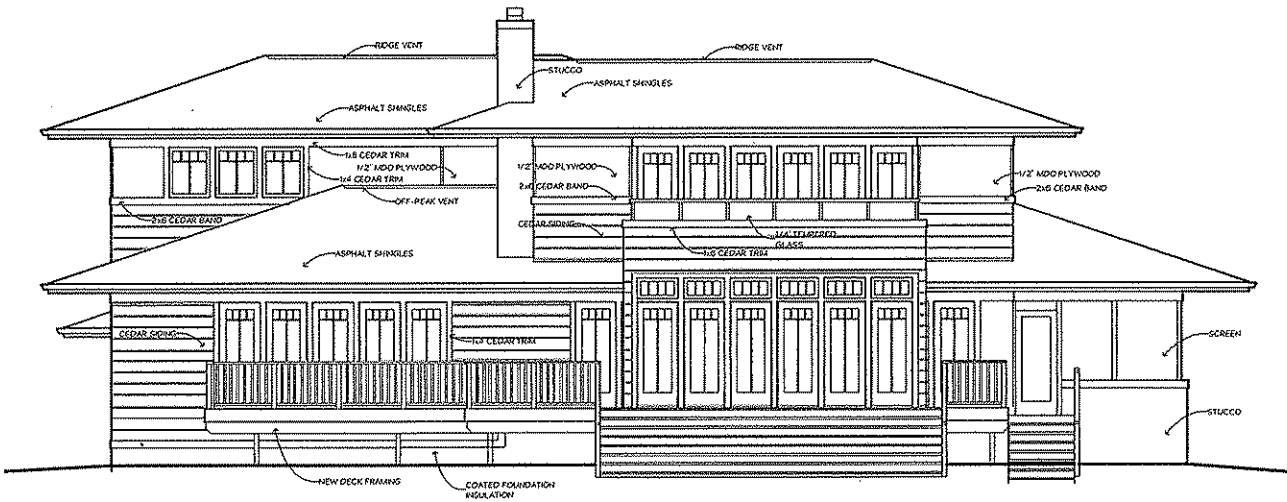 RIDGE VENT
RIDGE VENT
STUCCO
ASPHALT SHINGLES
ASPHALT SHINGLES
1x8 CEDAR TRIM
1/2" MDO PLYWOOD
1x4 CEDAR TRIM
OFF-PEAK VENT
2x8 CEDAR BAND
1/2" MDO PLYWOOD
2x6 CEDAR BAND
1/2" MDO PLYWOOD
2x6 CEDAR BAND
CEDAR SIDING
1/4" TEMPERED
GLASS
1x6 CEDAR TRIM
ASPHALT SHINGLES
CEDAR SIDING
1x4 CEDAR TRIM
SCREEN
STUCCO
NEW DECK FRAMING
COATED FOUNDATION
INSULATION